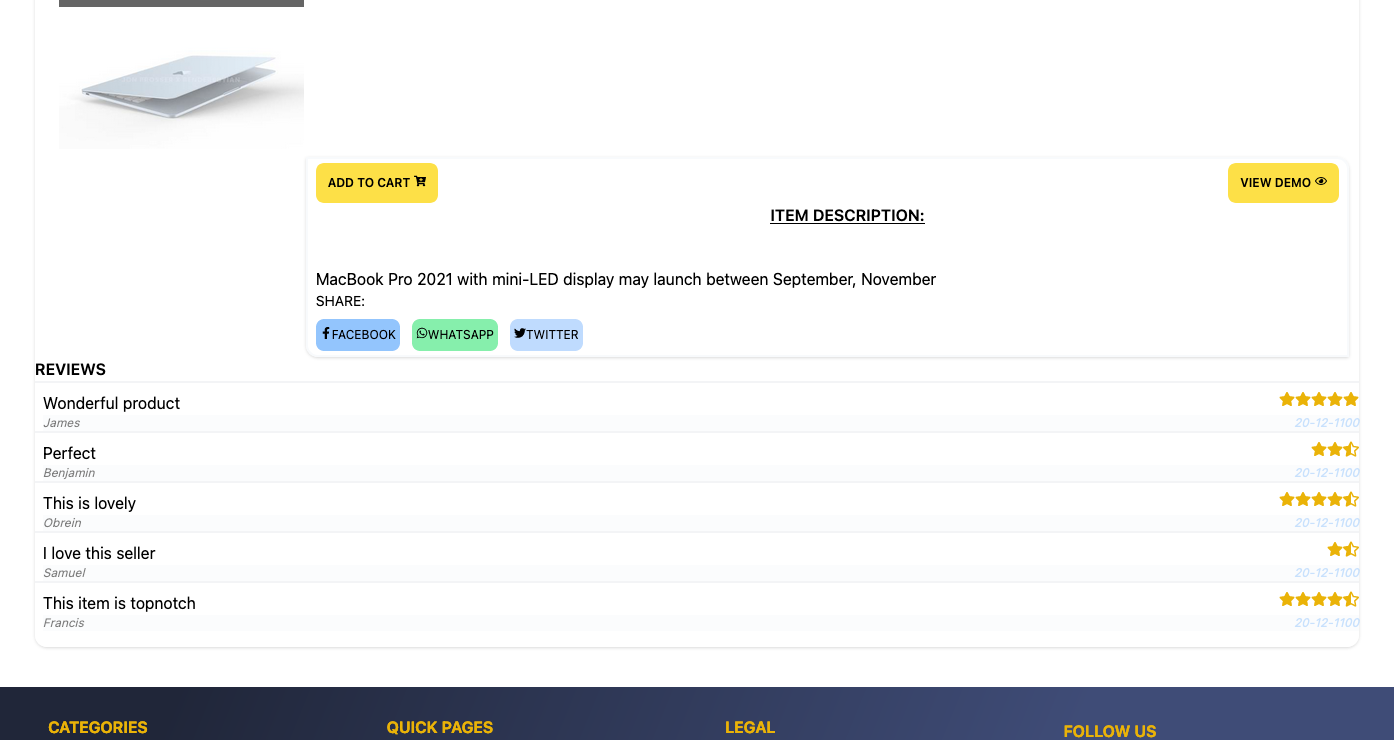 ADD TO CART
VIEW DEMO
ITEM DESCRIPTION:
MacBook Pro 2021 with mini-LED display may launch between September, November
SHARE:
FACEBOOK WHATSAPP TWITTER
REVIEWS
Wonderful product
James 20-12-1100
Perfect
Benjamin 20-12-1100
This is lovely
Obrein 20-12-1100
I love this seller
Samuel 20-12-1100
This item is topnotch
Francis 20-12-1100
CATEGORIES QUICK PAGES LEGAL FOLLOW US